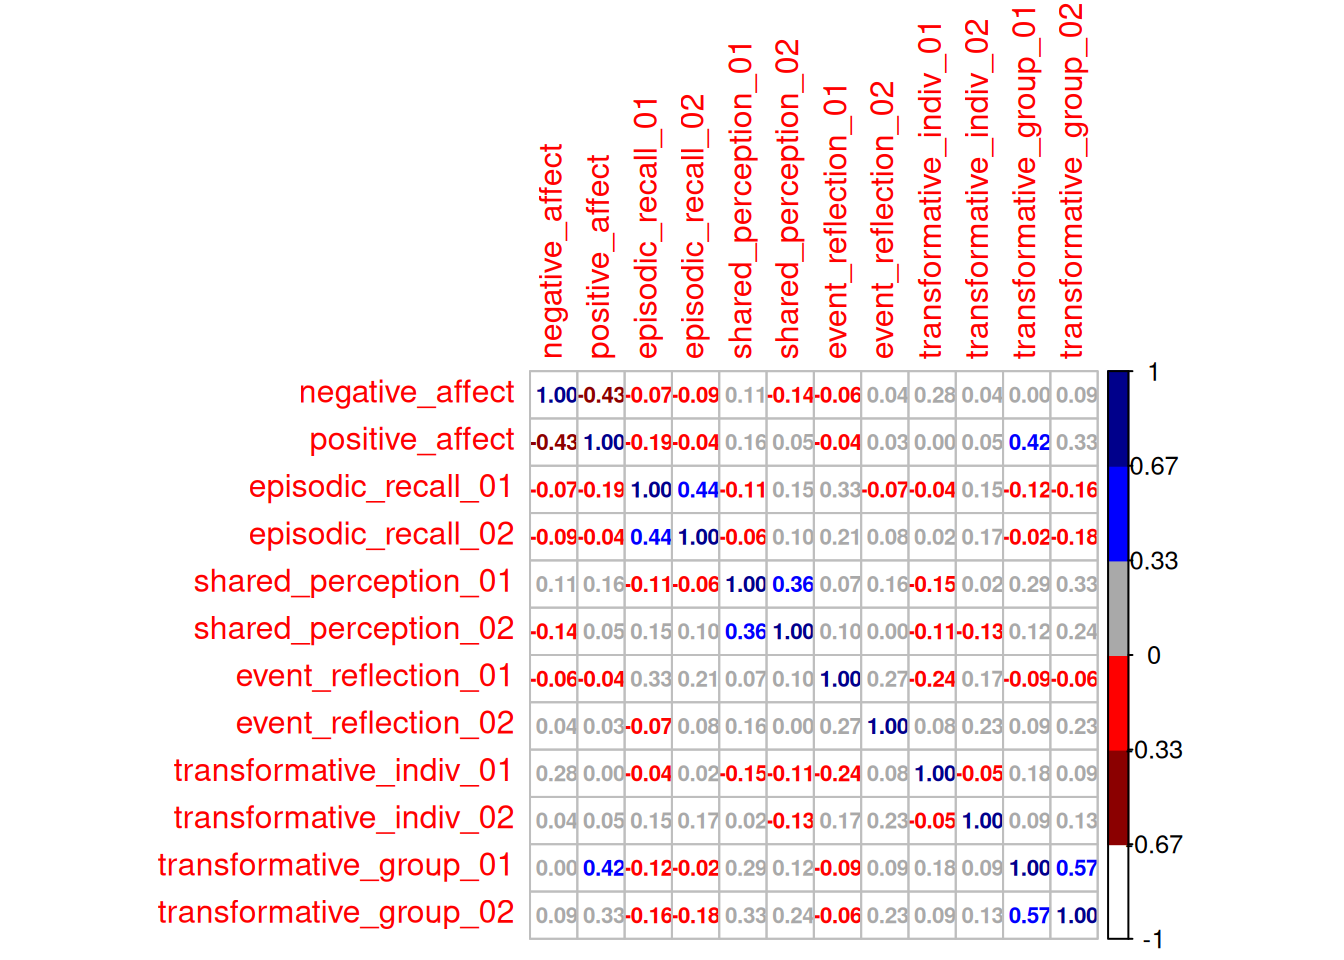 negative_affect
positive_affect
episodic_recall_01
episodic_recall_02
shared_perception_01
shared_perception_02
event_reflection_01
event_reflection_02
transformative_indiv_01
transformative_indiv_02
transformative_group_01
transformative_group_02
negative_affect 1.00 -0.43 -0.07 -0.09 0.11 -0.14 -0.06 0.04 0.28 0.04 0.00 0.09
positive_affect -0.43 1.00 -0.19 -0.04 0.16 0.05 -0.04 0.03 0.00 0.05 0.42 0.33
episodic_recall_01 -0.07 -0.19 1.00 0.44 -0.11 0.15 0.33 -0.07 -0.04 0.15 -0.12 -0.16
episodic_recall_02 -0.09 -0.04 0.44 1.00 -0.06 0.10 0.21 0.08 0.02 0.17 -0.02 -0.18
shared_perception_01 0.11 0.16 -0.11 -0.06 1.00 0.36 0.07 0.16 -0.15 0.02 0.29 0.33
shared_perception_02 -0.14 0.05 0.15 0.10 0.36 1.00 0.10 0.00 -0.11 -0.13 0.12 0.24
event_reflection_01 -0.06 -0.04 0.33 0.21 0.07 0.10 1.00 0.27 -0.24 0.17 -0.09 -0.06
event_reflection_02 0.04 0.03 -0.07 0.08 0.16 0.00 0.27 1.00 0.08 0.23 0.09 0.23
transformative_indiv_01 0.28 0.00 -0.04 0.02 -0.15 -0.11 -0.24 0.08 1.00 -0.05 0.18 0.09
transformative_indiv_02 0.04 0.05 0.15 0.17 0.02 -0.13 0.17 0.23 -0.05 1.00 0.09 0.13
transformative_group_01 0.00 0.42 -0.12 -0.02 0.29 0.12 -0.09 0.09 0.18 0.09 1.00 0.57
transformative_group_02 0.09 0.33 -0.16 -0.18 0.33 0.24 -0.06 0.23 0.09 0.13 0.57 1.00
1
0.67
0.33
0
-0.33
-0.67
-1